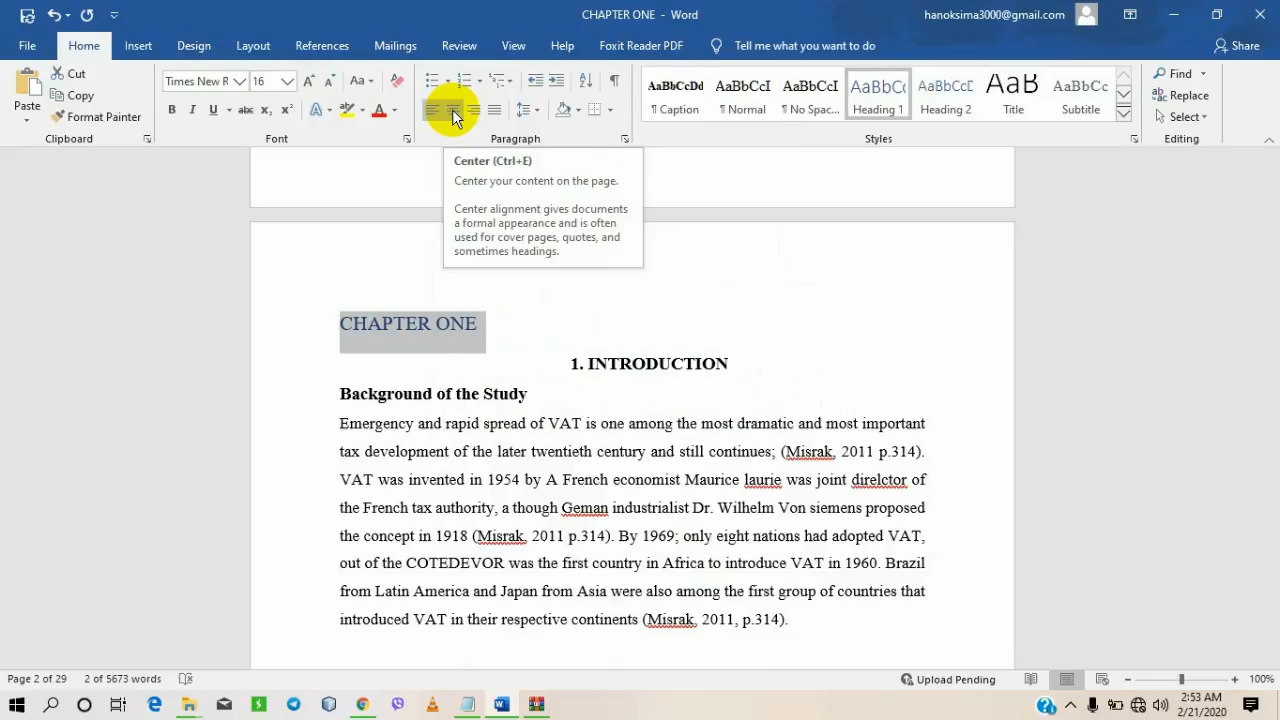 CHAPTER ONE - Word
hanoksima3000@gmail.com
File Home Insert Design Layout References Mailings Review View Help Foxit Reader PDF Tell me what you want to do Share
Paste
Cut
Copy
Format Painter
Clipboard
Times New R 16
Font
Paragraph
AaBbCcDd AaBbCcI AaBbCcI AaBbCc AaBbCcI AaB AaBbCc
¶ Caption ¶ Normal ¶ No Spac... Heading 1 Heading 2 Title Subtitle
Styles
Find
Replace
Select
Editing
Center (Ctrl+E)
Center your content on the page.
Center alignment gives documents
a formal appearance and is often
used for cover pages, quotes, and
sometimes headings.
CHAPTER ONE
1. INTRODUCTION
Background of the Study
Emergency and rapid spread of VAT is one among the most dramatic and most important
tax development of the later twentieth century and still continues; (Misrak, 2011 p.314).
VAT was invented in 1954 by A French economist Maurice laurie was joint direlctor of
the French tax authority, a though Geman industrialist Dr. Wilhelm Von siemens proposed
the concept in 1918 (Misrak, 2011 p.314). By 1969; only eight nations had adopted VAT,
out of the COTEDEVOR was the first country in Africa to introduce VAT in 1960. Brazil
from Latin America and Japan from Asia were also among the first group of countries that
introduced VAT in their respective continents (Misrak, 2011, p.314).
Page 2 of 29 2 of 5673 words Upload Pending 100%
2:53 AM
2/21/2020